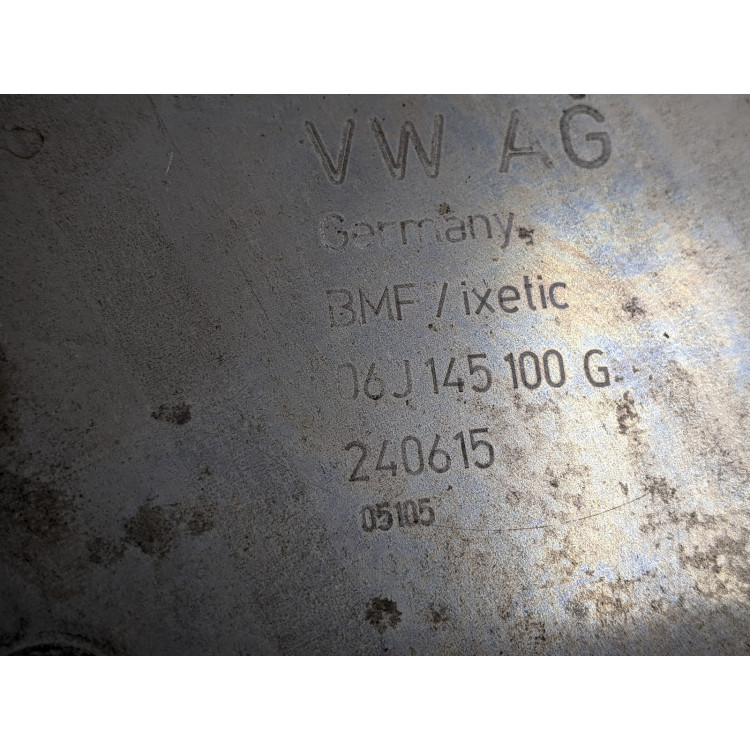 VW AG
Germany
BMF / ixetic
06J 145 100 G
240615
05105